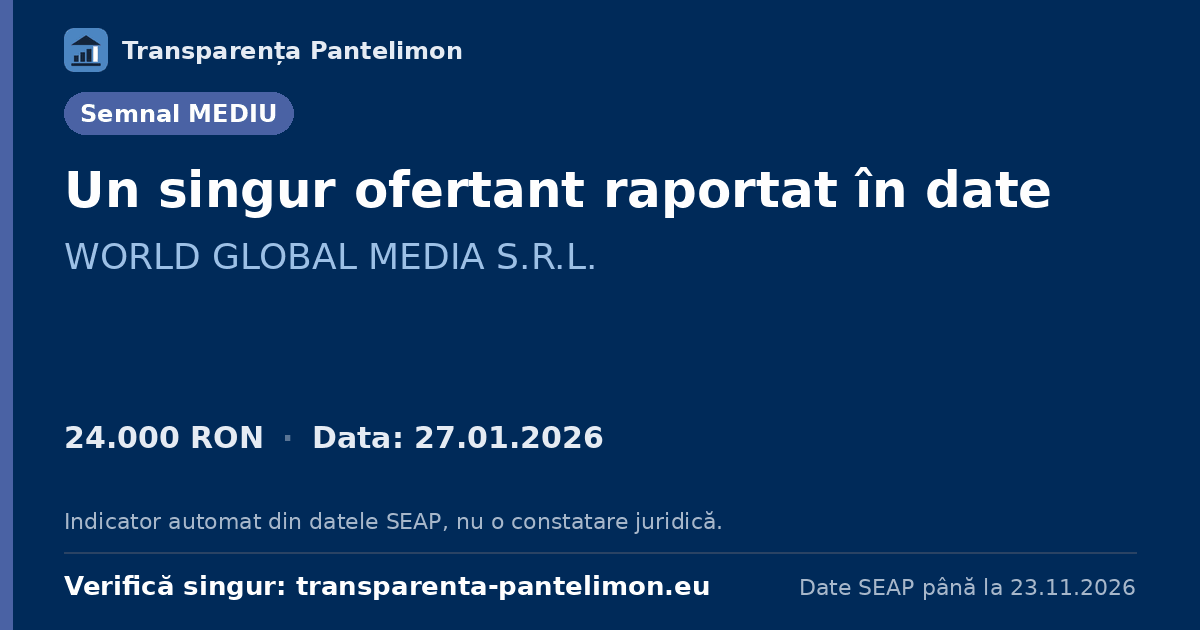 Transparența Pantelimon
Semnal MEDIU
Un singur ofertant raportat în date
WORLD GLOBAL MEDIA S.R.L.
24.000 RON · Data: 27.01.2026
Indicator automat din datele SEAP, nu o constatare juridică.
Verifică singur: transparenta-pantelimon.eu
Date SEAP până la 23.11.2026